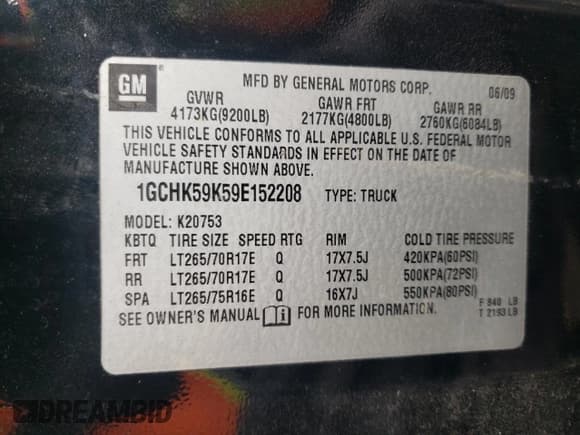 GM
MFD BY GENERAL MOTORS CORP. 06/09
GVWR GAWR FRT GAWR RR
4173KG(9200LB) 2177KG(4800LB) 2760KG(6084LB)
THIS VEHICLE CONFORMS TO ALL APPLICABLE U.S. FEDERAL MOTOR
VEHICLE SAFETY STANDARDS IN EFFECT ON THE DATE OF
MANUFACTURE SHOWN ABOVE.
1GCHK59K59E152208 TYPE: TRUCK
MODEL: K20753
KBTQ TIRE SIZE SPEED RTG RIM COLD TIRE PRESSURE
FRT LT265/70R17E Q 17X7.5J 420KPA(60PSI)
RR LT265/70R17E Q 17X7.5J 500KPA(72PSI)
SPA LT265/75R16E Q 16X7J 550KPA(80PSI)
SEE OWNER'S MANUAL FOR MORE INFORMATION.
F 840 LB
T 2193 LB
DREAMBID